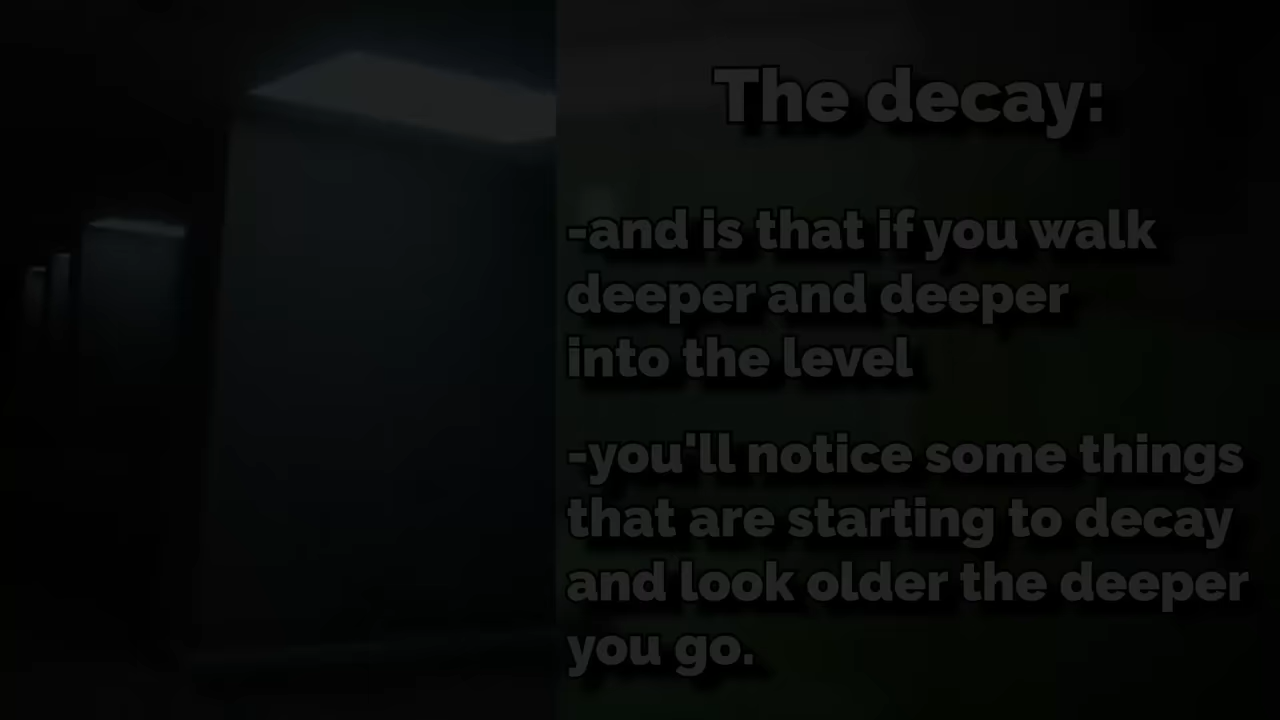 The decay:
-and is that if you walk
deeper and deeper
into the level
-you'll notice some things
that are starting to decay
and look older the deeper
you go.